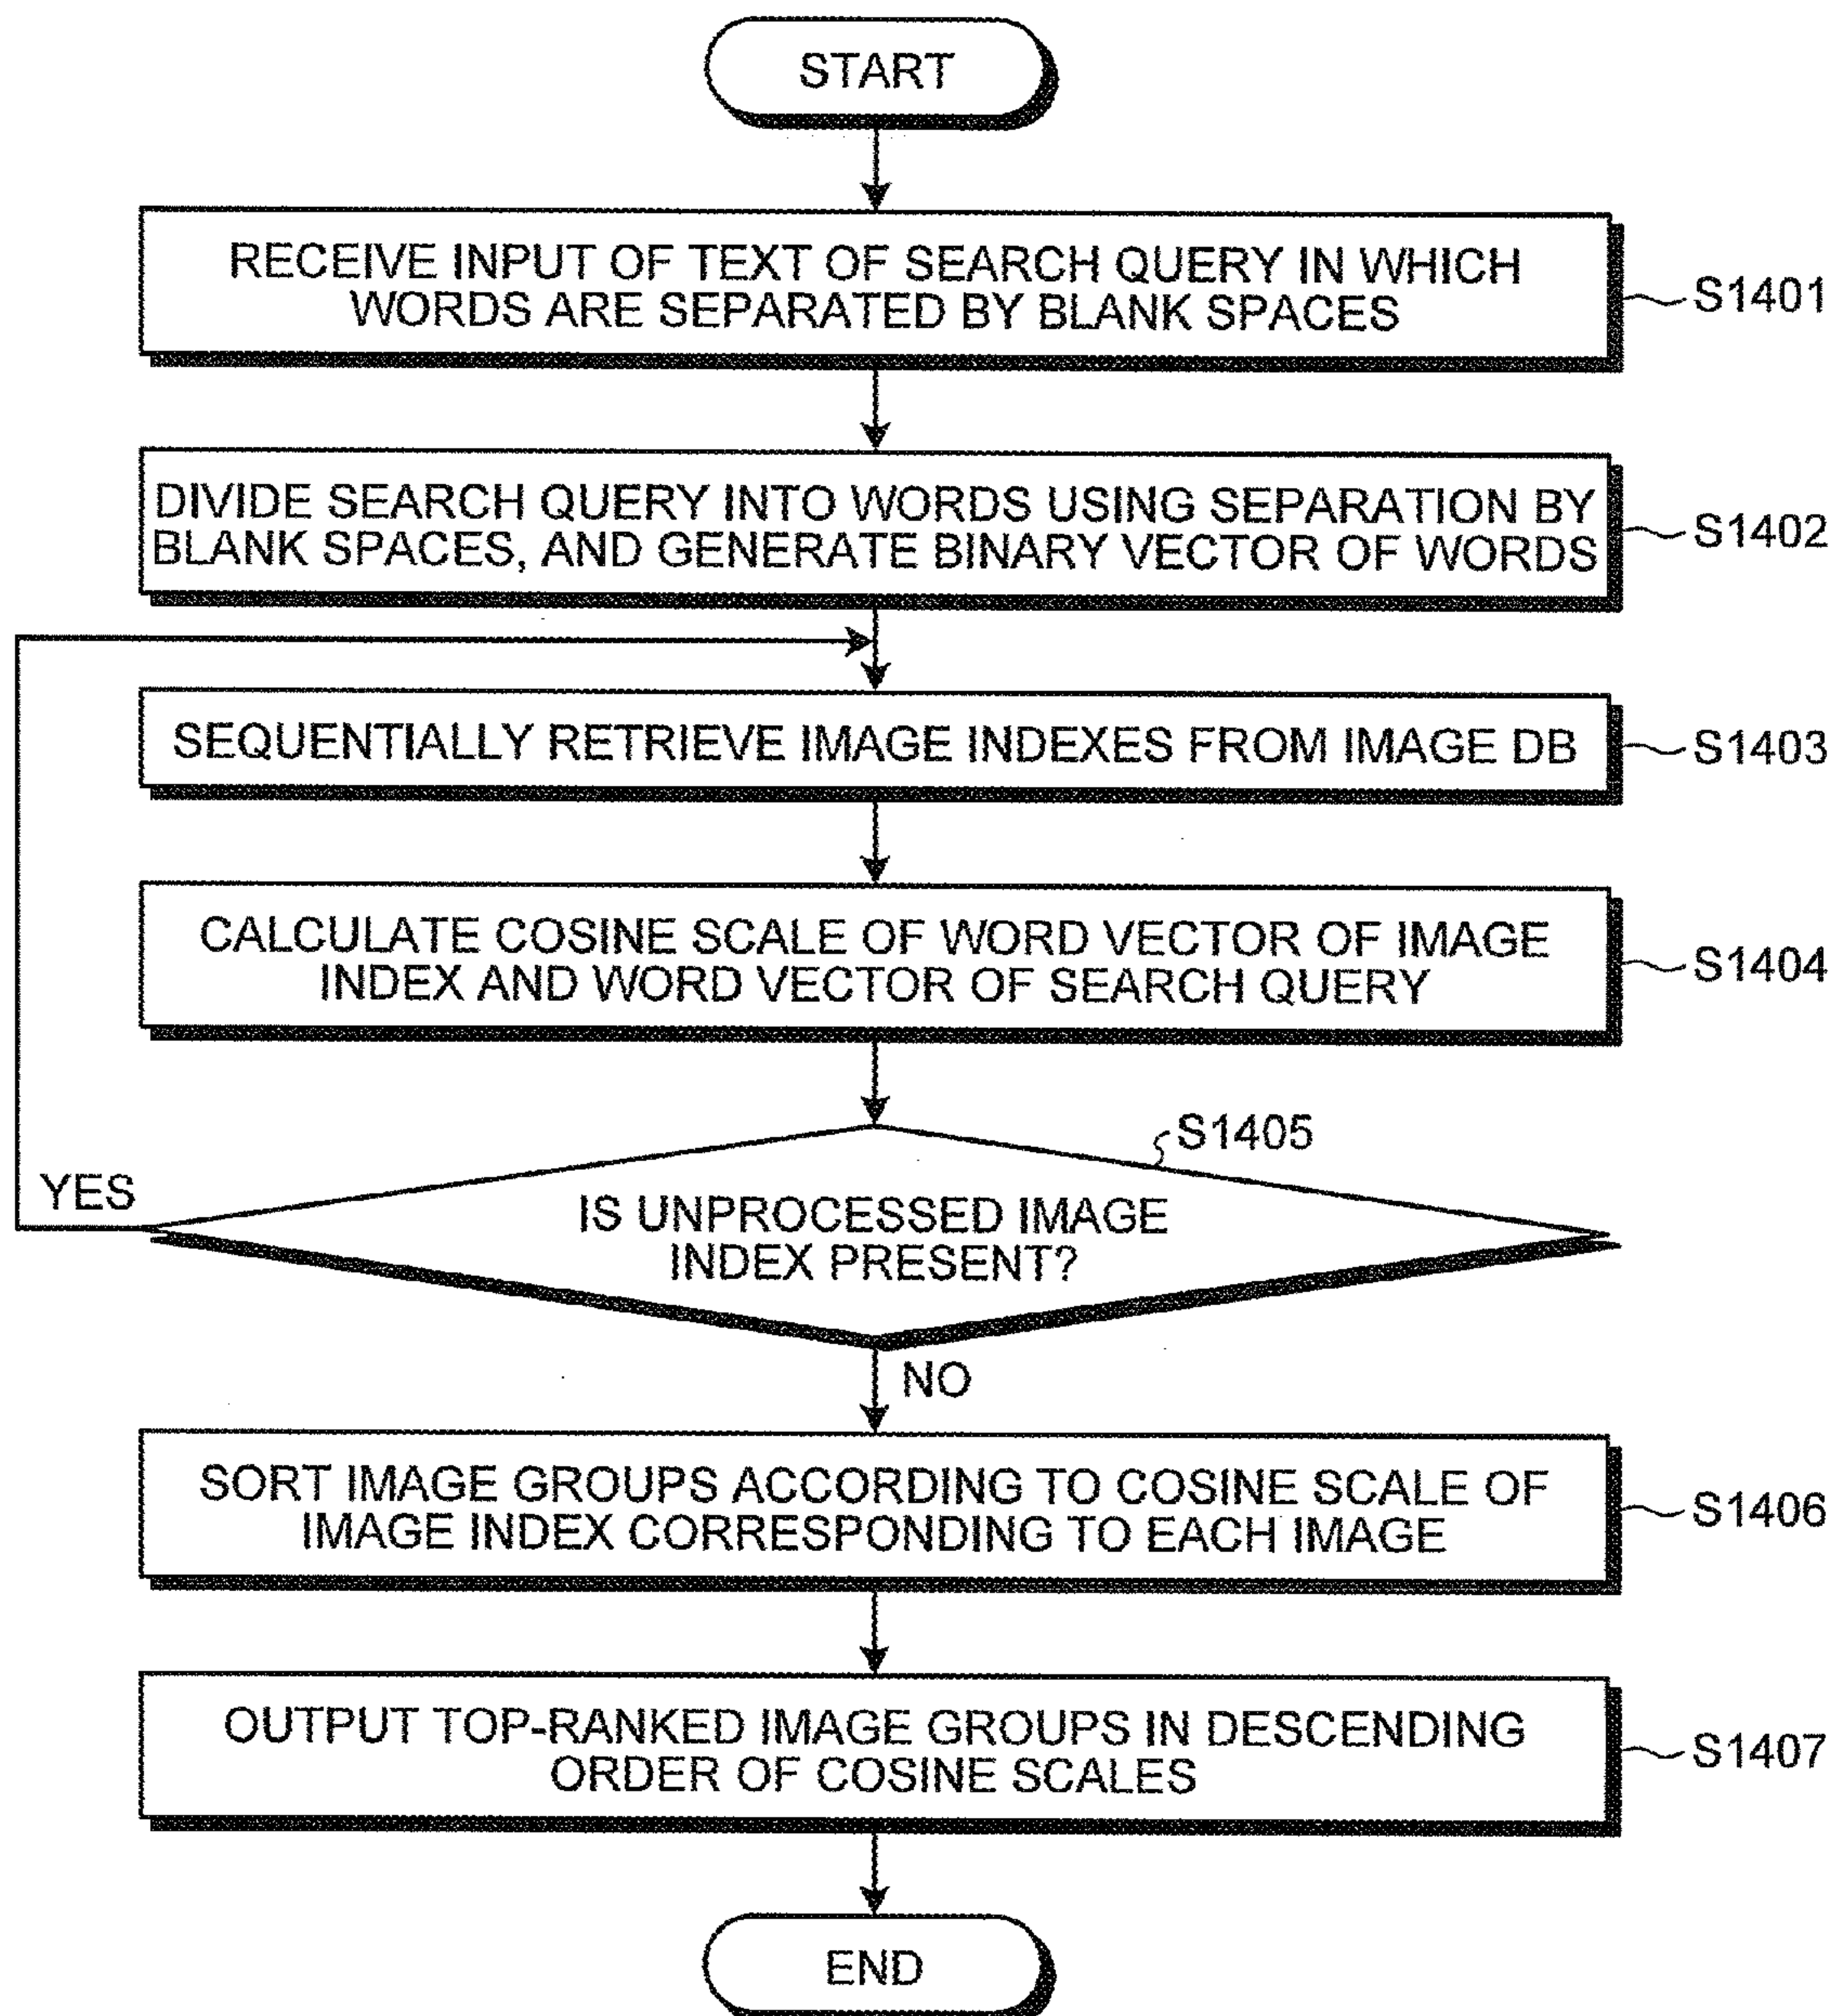 START
RECEIVE INPUT OF TEXT OF SEARCH QUERY IN WHICH
WORDS ARE SEPARATED BY BLANK SPACES
S1401
DIVIDE SEARCH QUERY INTO WORDS USING SEPARATION BY
BLANK SPACES, AND GENERATE BINARY VECTOR OF WORDS
S1402
SEQUENTIALLY RETRIEVE IMAGE INDEXES FROM IMAGE DB
S1403
CALCULATE COSINE SCALE OF WORD VECTOR OF IMAGE
INDEX AND WORD VECTOR OF SEARCH QUERY
S1404
S1405
YES
IS UNPROCESSED IMAGE
INDEX PRESENT?
NO
SORT IMAGE GROUPS ACCORDING TO COSINE SCALE OF
IMAGE INDEX CORRESPONDING TO EACH IMAGE
S1406
OUTPUT TOP-RANKED IMAGE GROUPS IN DESCENDING
ORDER OF COSINE SCALES
S1407
END